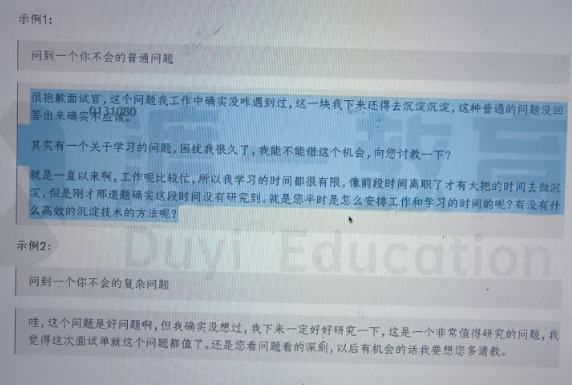 示例1：
问到一个你不会的普通问题
很抱歉面试官，这个问题我工作中确实没咋遇到过，这一块我下来还得去沉淀沉淀，这种普通的问题没回
答出来确实不应该。
0131080
其实有一个关于学习的问题，困扰我很久了，我能不能借这个机会，向您讨教一下？
就是一直以来啊，工作呢比较忙，所以我学习的时间都很有限，像前段时间离职了才有大把的时间去做沉
淀，但是刚才那道题确实这段时间没有研究到。就是您平时是怎么安排工作和学习的时间的呢？有没有什
么高效的沉淀技术的方法呢？
示例2：
Duyi Education
问到一个你不会的复杂问题
哇，这个问题是好问题啊，但我确实没想过，我下来一定好好研究一下，这是一个非常值得研究的问题，我
觉得这次面试单就这个问题都值了。还是您看问题看的深刻，以后有机会的话我要想您多请教。